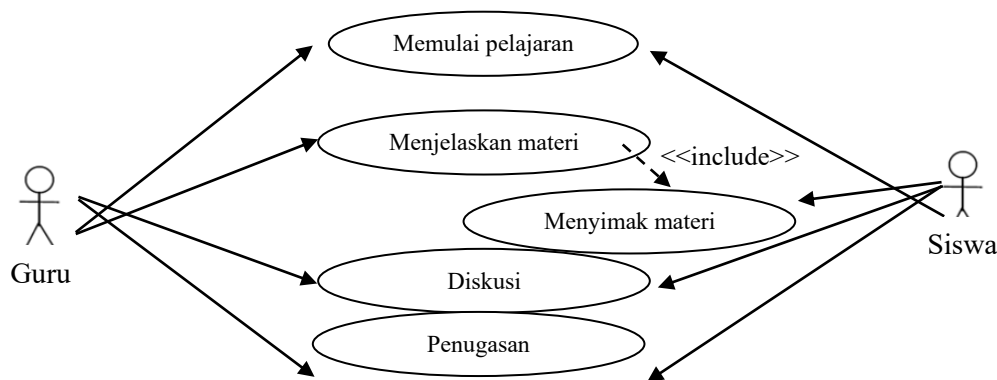 Memulai pelajaran
Menjelaskan materi
<<include>>
Menyimak materi
Guru
Siswa
Diskusi
Penugasan